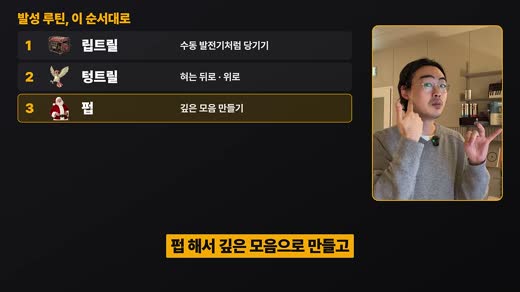 발성 루틴, 이 순서대로
1 립트릴 수동 발전기처럼 당기기
2 텅트릴 혀는 뒤로 · 위로
3 펍 깊은 모음 만들기
펍 해서 깊은 모음으로 만들고